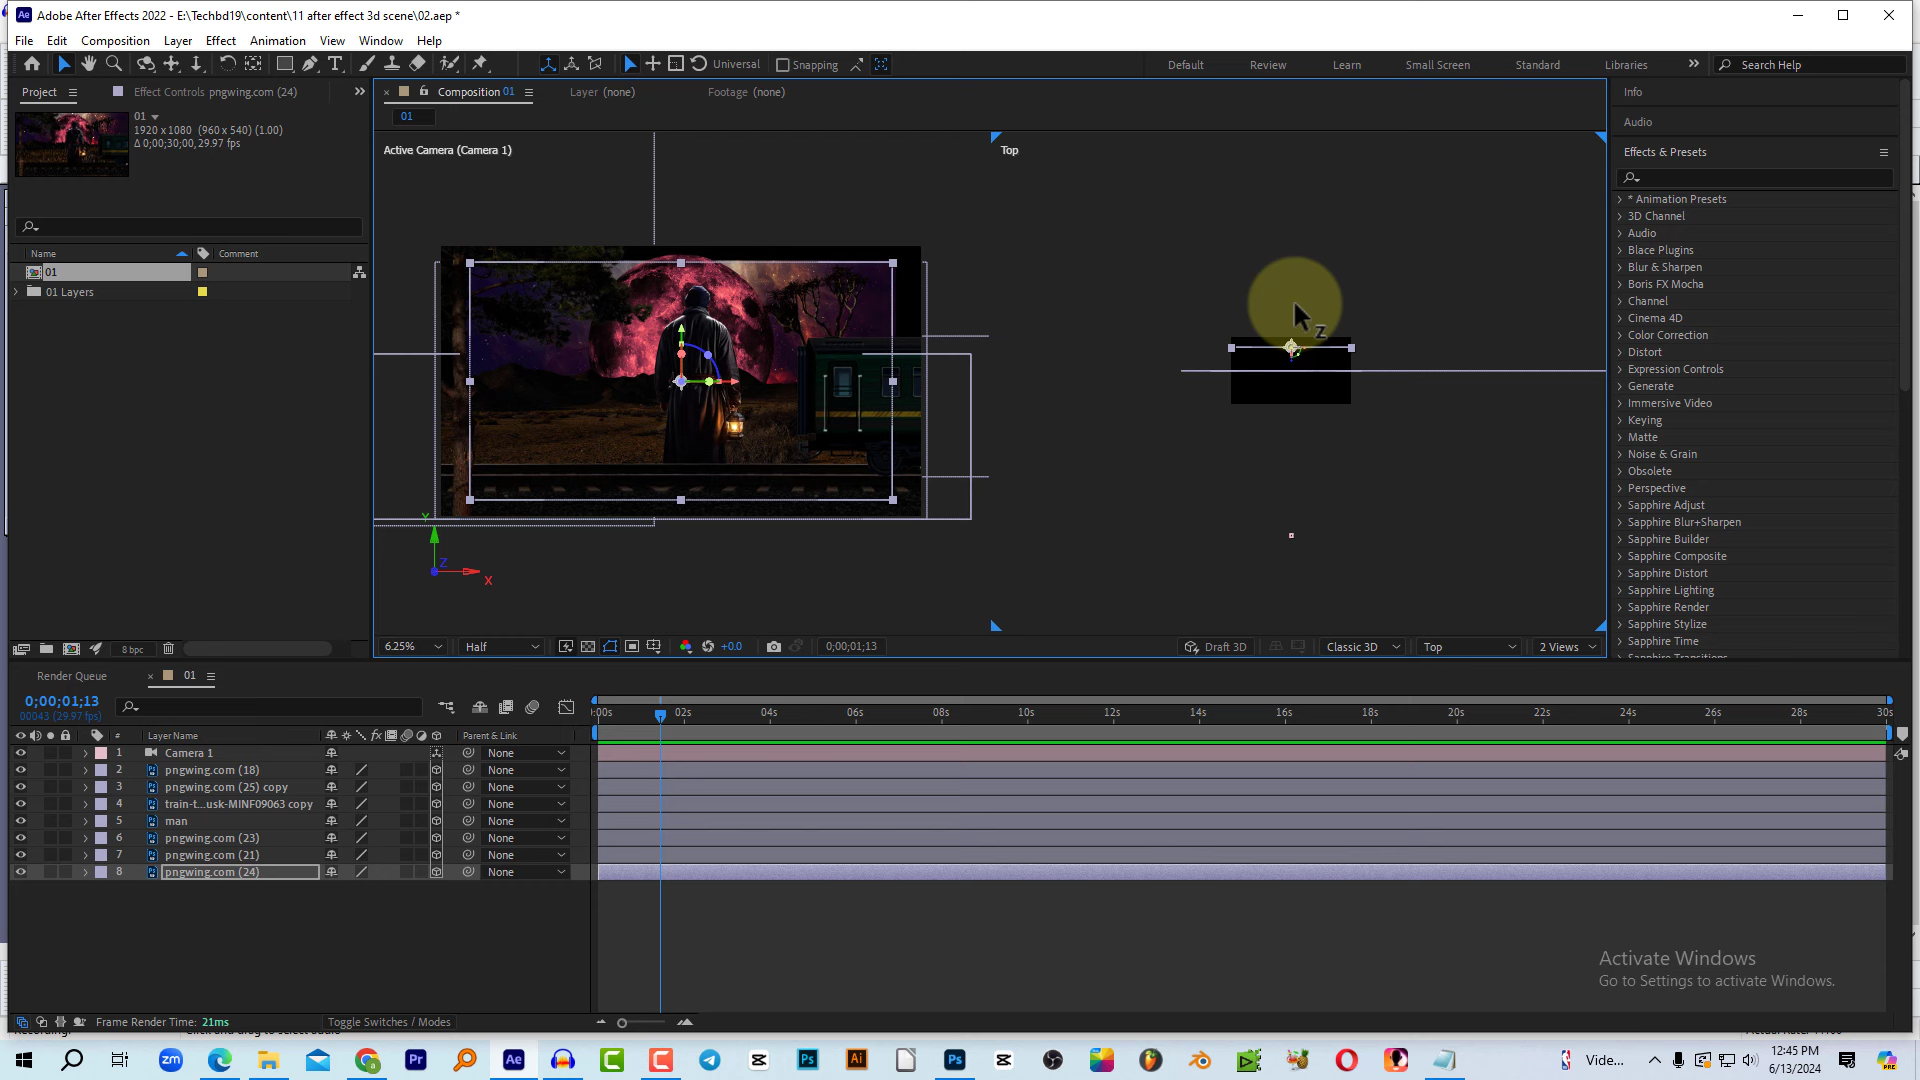 Adobe After Effects 2022 - E:\Techbd19\content\11 after effect 3d scene\02.aep *
File Edit Composition Layer Effect Animation View Window Help
Universal Snapping Default Review Learn Small Screen Standard Libraries Search Help
Project Effect Controls pngwing.com (24)
Composition 01 Layer (none) Footage (none)
Info
01
1920 x 1080 (960 x 540) (1.00)
Δ 0;00;30;00, 29.97 fps
01
Audio
Active Camera (Camera 1)
Top
Effects & Presets
Name Comment
01
01 Layers
* Animation Presets
3D Channel
Audio
Blace Plugins
Blur & Sharpen
Boris FX Mocha
Channel
Cinema 4D
Color Correction
Distort
Expression Controls
Generate
Immersive Video
Keying
Matte
Noise & Grain
Obsolete
Perspective
Sapphire Adjust
Sapphire Blur+Sharpen
Sapphire Builder
Sapphire Composite
Sapphire Distort
Sapphire Lighting
Sapphire Render
Sapphire Stylize
Sapphire Time
Sapphire Transitions
Z
Y
Z
X
8 bpc
6.25% Half +0.0 0;00;01;13 Draft 3D Classic 3D Top 2 Views
Render Queue 01
0;00;01;13
00043 (29.97 fps)
:00s 02s 04s 06s 08s 10s 12s 14s 16s 18s 20s 22s 24s 26s 28s 30s
# Layer Name fx Parent & Link
1 Camera 1 None
2 pngwing.com (18) None
3 pngwing.com (25) copy None
4 train-t...usk-MINF09063 copy None
5 man None
6 pngwing.com (23) None
7 pngwing.com (21) None
8 pngwing.com (24) None
Activate Windows
Go to Settings to activate Windows.
Frame Render Time: 21ms Toggle Switches / Modes
zm Pr Ae Ps Ai Ps Vide...
12:45 PM
6/13/2024